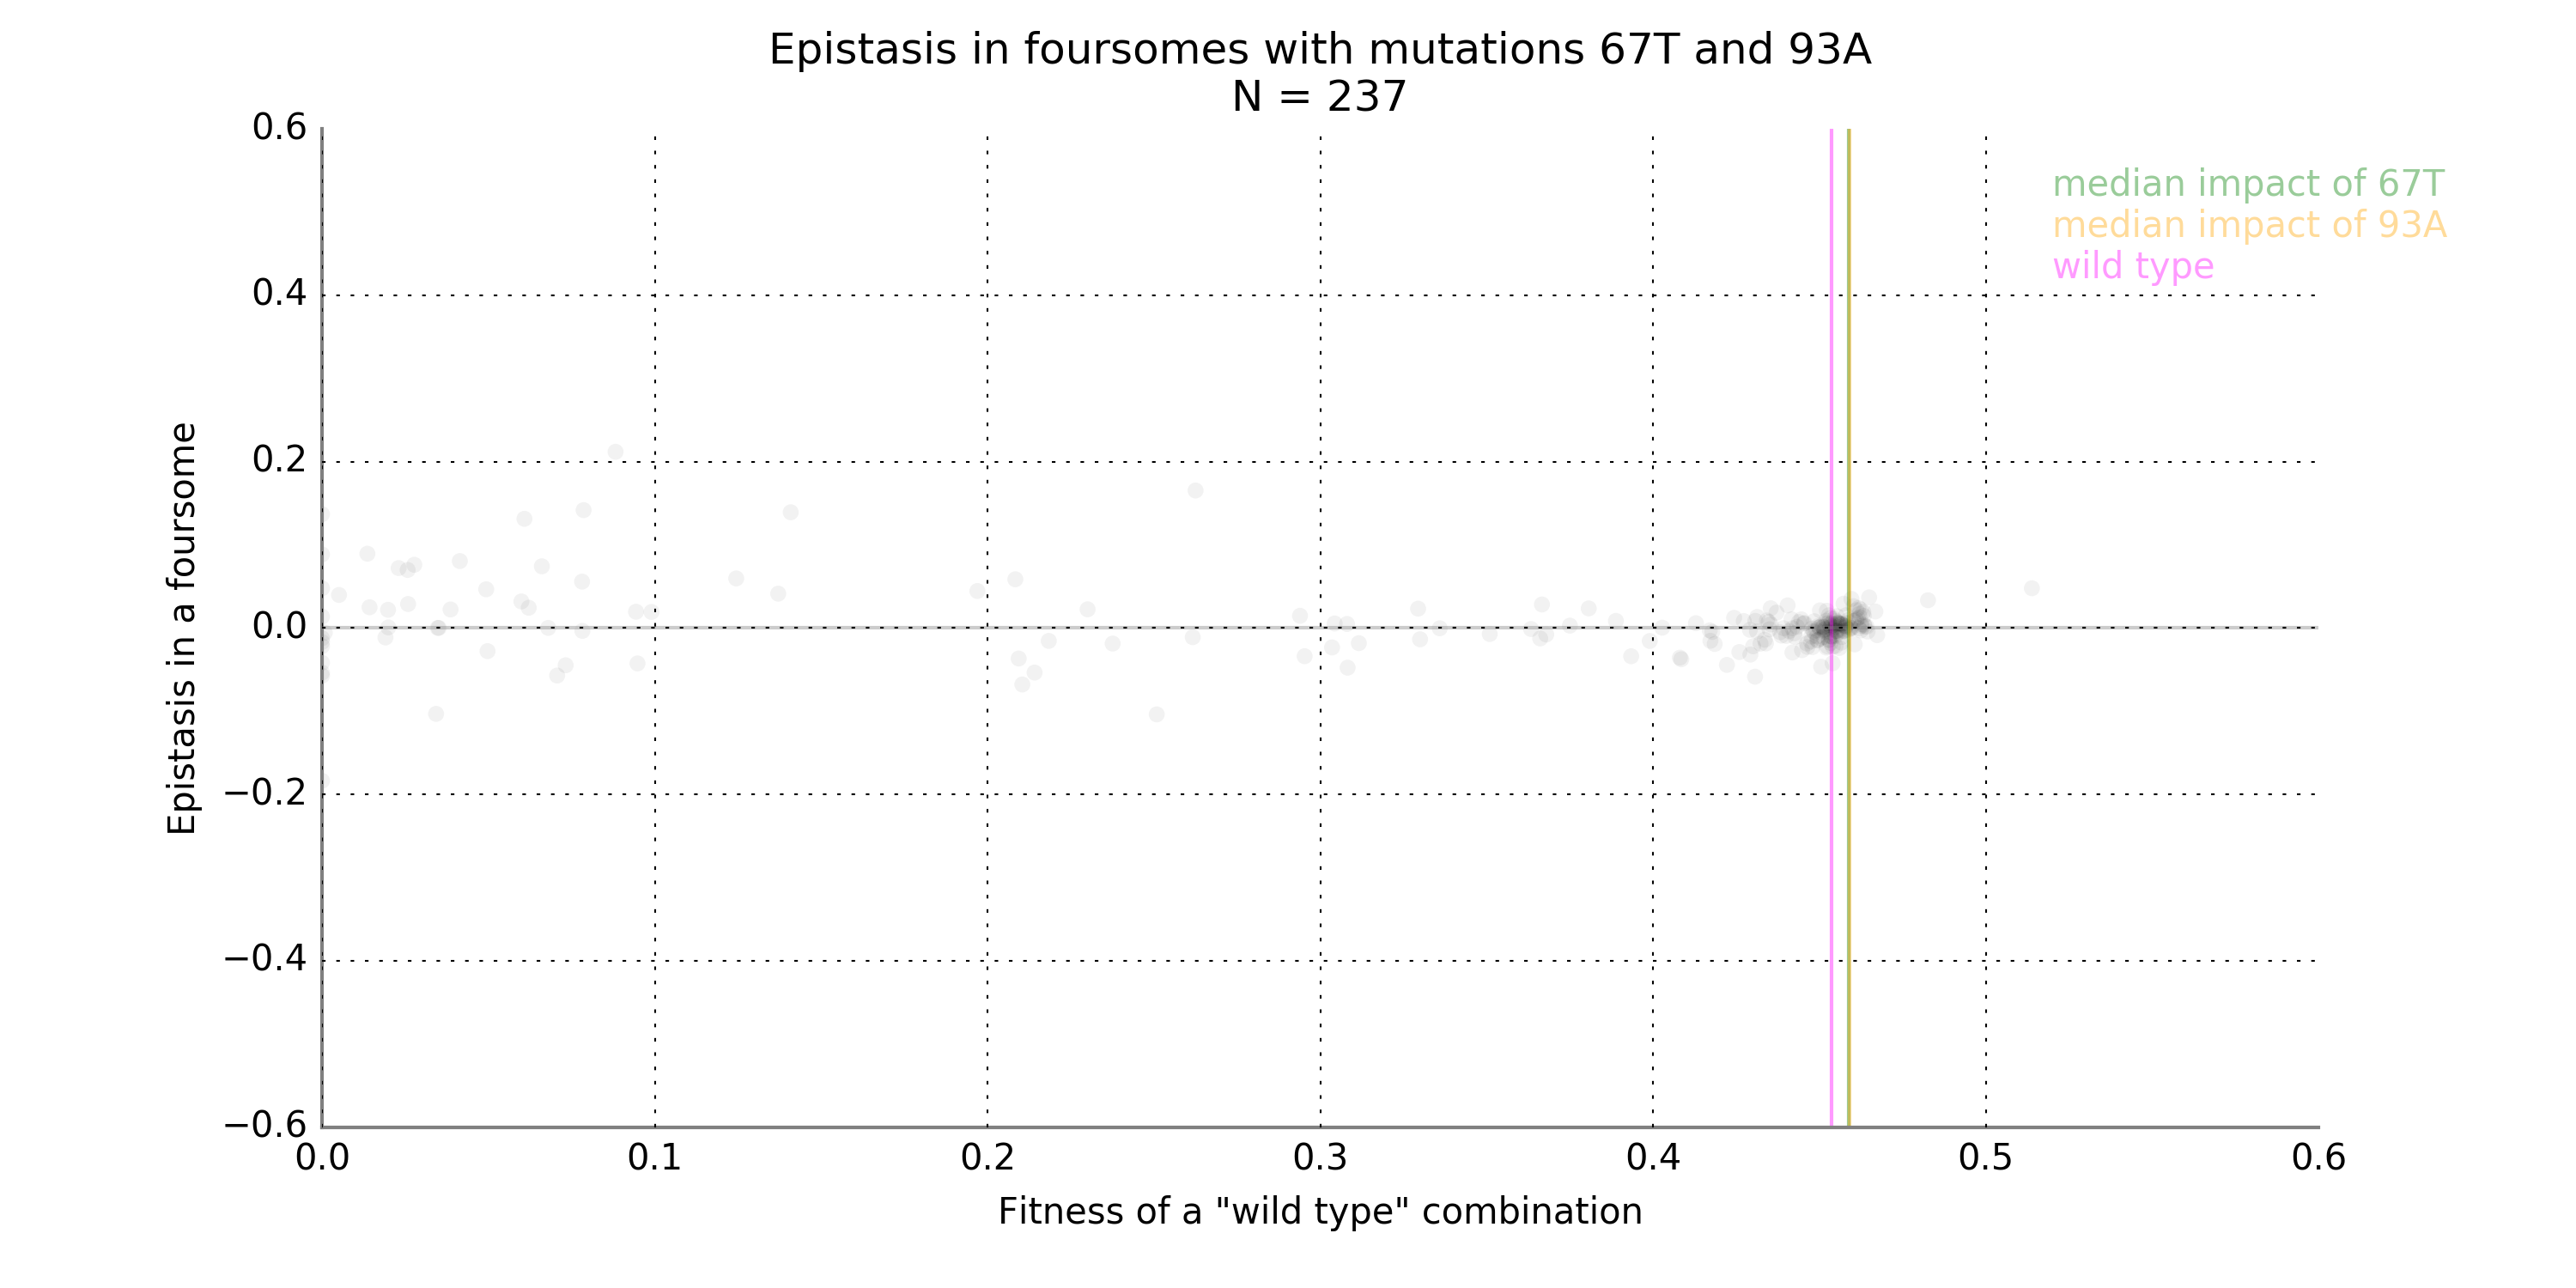 Epistasis in foursomes with mutations 67T and 93A
N = 237
0.6
0.4
0.2
0.0
−0.2
−0.4
−0.6
Epistasis in a foursome
median impact of 67T
median impact of 93A
wild type
0.0 0.1 0.2 0.3 0.4 0.5 0.6
Fitness of a "wild type" combination